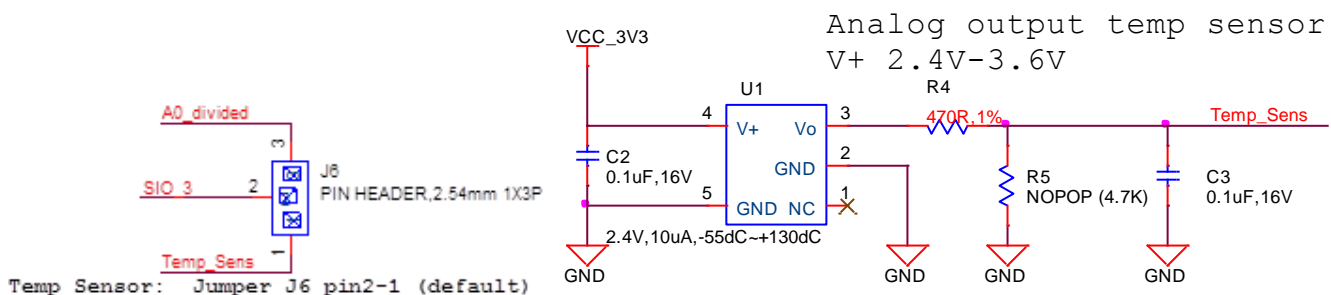 Analog output temp sensor
V+ 2.4V-3.6V
VCC_3V3
U1
R4
470R,1%
Temp_Sens
4
V+
Vo
3
C2
0.1uF,16V
GND
2
5
GND
NC
1
2.4V,10uA,-55dC~+130dC
R5
NOPOP (4.7K)
C3
0.1uF,16V
GND
GND
GND
GND
A0_divided
3
J6
SIO_3
2
PIN HEADER,2.54mm 1X3P
1
Temp_Sens
Temp Sensor: Jumper J6 pin2-1 (default)